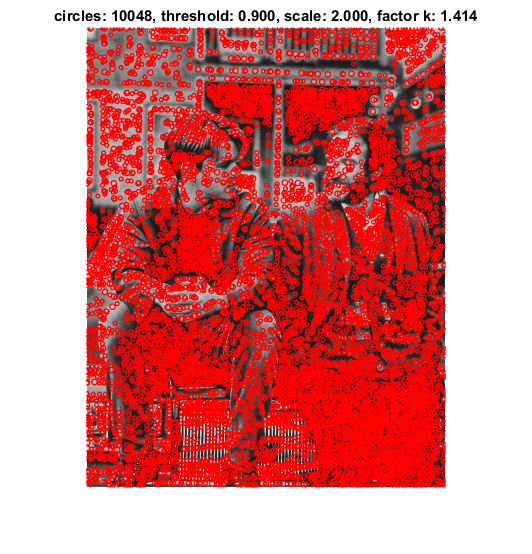 circles: 10048, threshold: 0.900, scale: 2.000, factor k: 1.414